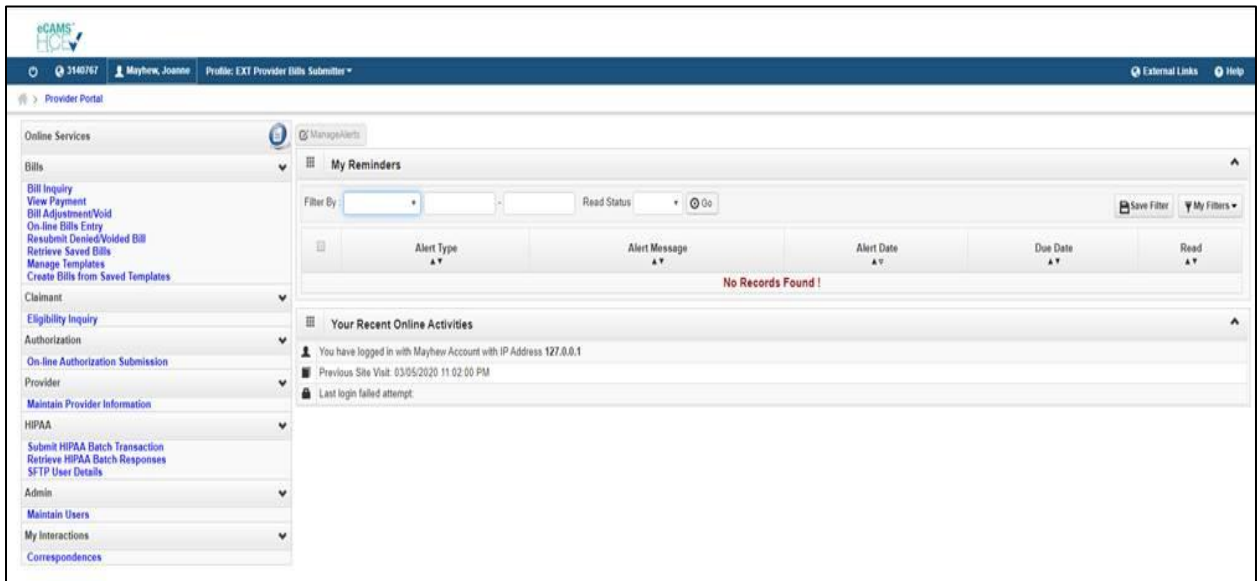 eCAMS
HCE
3140767 Mayhew, Joanne Profile: EXT Provider Bills Submitter External Links Help
> Provider Portal
Online Services
Bills
Bill Inquiry
View Payment
Bill Adjustment/Void
On-line Bills Entry
Resubmit Denied/Voided Bill
Retrieve Saved Bills
Manage Templates
Create Bills from Saved Templates
Claimant
Eligibility Inquiry
Authorization
On-line Authorization Submission
Provider
Maintain Provider Information
HIPAA
Submit HIPAA Batch Transaction
Retrieve HIPAA Batch Responses
SFTP User Details
Admin
Maintain Users
My Interactions
Correspondences
ManageAlerts
My Reminders
Filter By : - Read Status Go Save Filter My Filters
Alert Type Alert Message Alert Date Due Date Read
No Records Found !
Your Recent Online Activities
You have logged in with Mayhew Account with IP Address 127.0.0.1
Previous Site Visit: 03/05/2020 11:02:00 PM
Last login failed attempt: